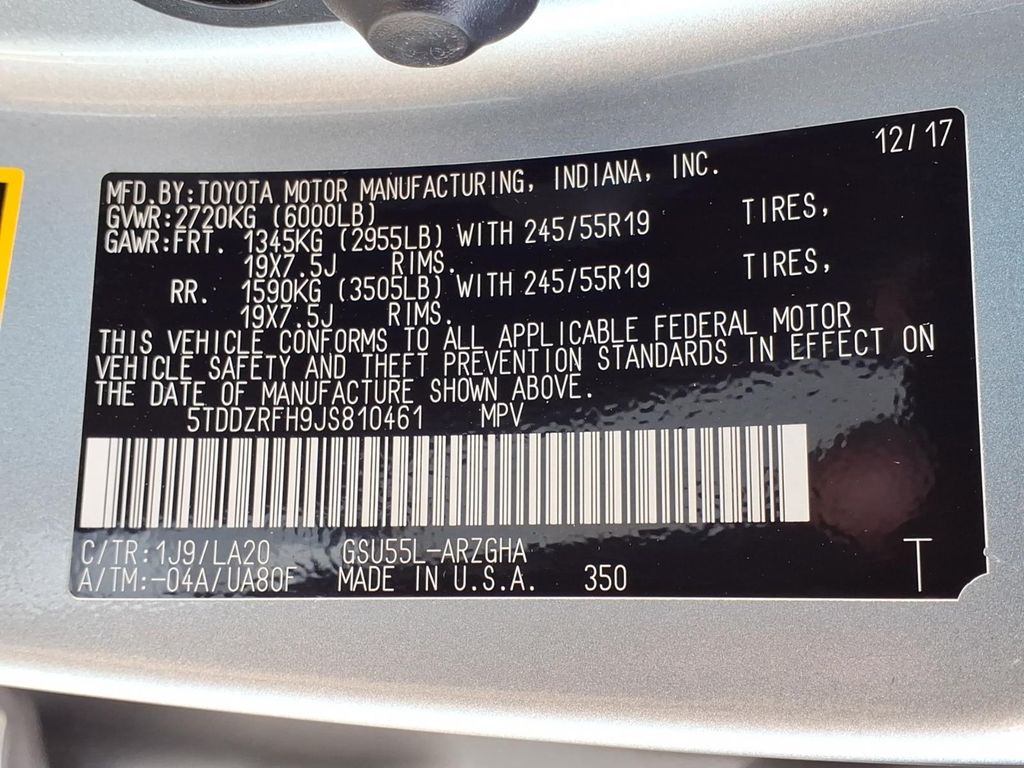 12/17
MFD.BY:TOYOTA MOTOR MANUFACTURING, INDIANA, INC.
GVWR:2720KG (6000LB)
GAWR:FRT. 1345KG (2955LB) WITH 245/55R19 TIRES,
19X7.5J RIMS.
RR. 1590KG (3505LB) WITH 245/55R19 TIRES,
19X7.5J RIMS.
THIS VEHICLE CONFORMS TO ALL APPLICABLE FEDERAL MOTOR
VEHICLE SAFETY AND THEFT PREVENTION STANDARDS IN EFFECT ON
THE DATE OF MANUFACTURE SHOWN ABOVE.
5TDDZRFH9JS810461 MPV
C/TR:1J9/LA20 GSU55L-ARZGHA
A/TM:-04A/UA80F MADE IN U.S.A. 350 T